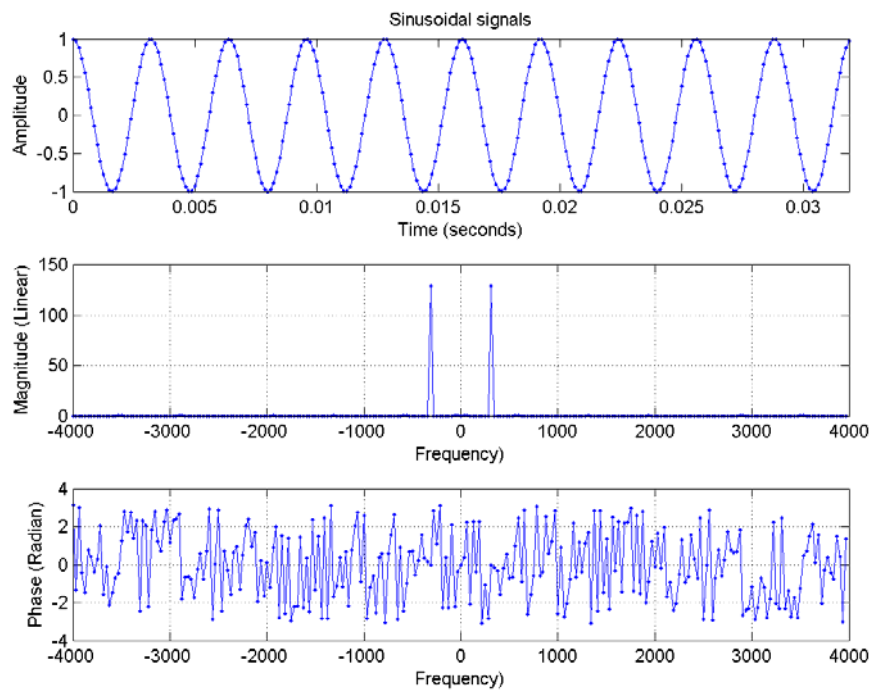 Sinusoidal signals
1
0.5
0
-0.5
-1
Amplitude
0 0.005 0.01 0.015 0.02 0.025 0.03
Time (seconds)
150
100
50
0
Magnitude (Linear)
-4000 -3000 -2000 -1000 0 1000 2000 3000 4000
Frequency)
4
2
0
-2
-4
Phase (Radian)
-4000 -3000 -2000 -1000 0 1000 2000 3000 4000
Frequency)